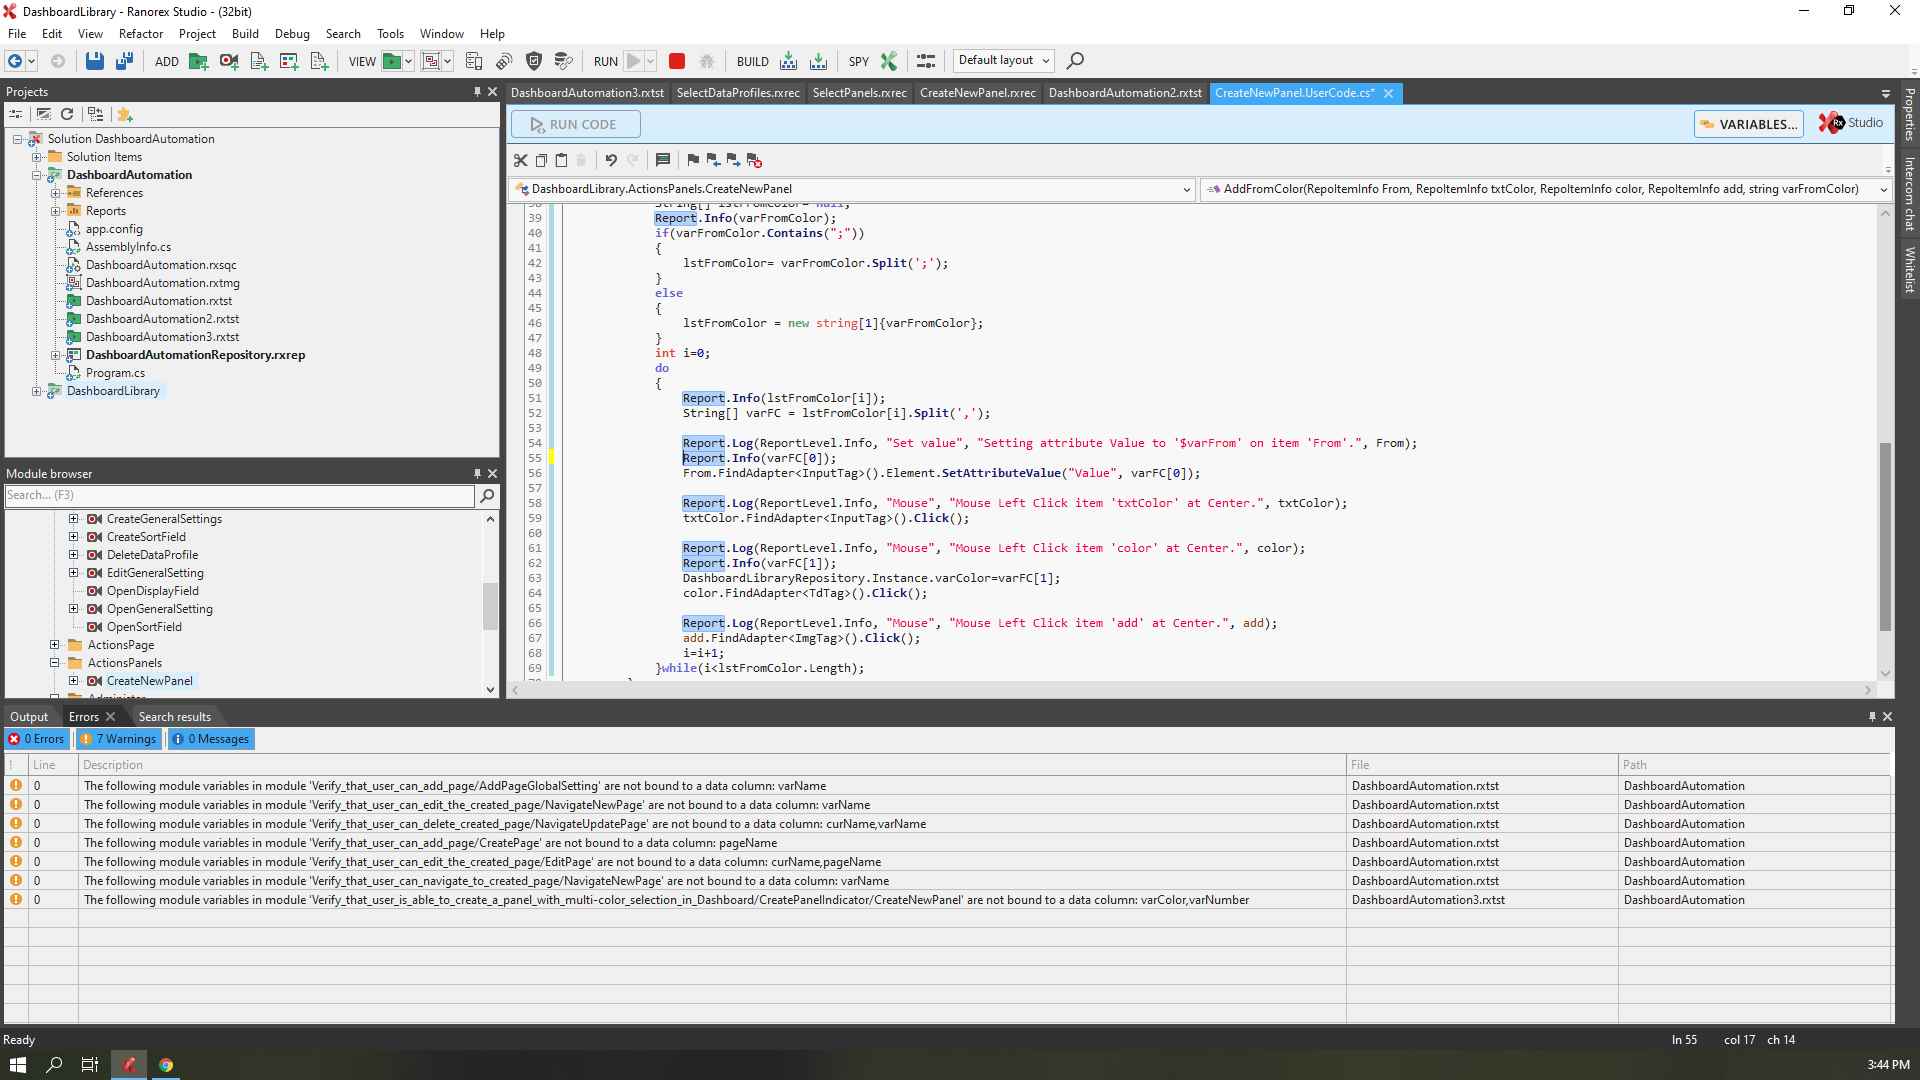 DashboardLibrary - Ranorex Studio - (32bit)
File Edit View Refactor Project Build Debug Search Tools Window Help
ADD VIEW RUN BUILD SPY Default layout
Projects
Solution DashboardAutomation
Solution Items
DashboardAutomation
References
Reports
app.config
AssemblyInfo.cs
DashboardAutomation.rxsqc
DashboardAutomation.rxtmg
DashboardAutomation.rxtst
DashboardAutomation2.rxtst
DashboardAutomation3.rxtst
DashboardAutomationRepository.rxrep
Program.cs
DashboardLibrary
Module browser
Search... (F3)
CreateGeneralSettings
CreateSortField
DeleteDataProfile
EditGeneralSetting
OpenDisplayField
OpenGeneralSetting
OpenSortField
ActionsPage
ActionsPanels
CreateNewPanel
DashboardAutomation3.rxtst SelectDataProfiles.rxrec SelectPanels.rxrec CreateNewPanel.rxrec DashboardAutomation2.rxtst CreateNewPanel.UserCode.cs*
RUN CODE VARIABLES... Rx Studio
DashboardLibrary.ActionsPanels.CreateNewPanel AddFromColor(RepoItemInfo From, RepoItemInfo txtColor, RepoItemInfo color, RepoItemInfo add, string varFromColor)
38 String[] lstFromColor= null;
39 Report.Info(varFromColor);
40 if(varFromColor.Contains(";"))
41 {
42 lstFromColor= varFromColor.Split(';');
43 }
44 else
45 {
46 lstFromColor = new string[1]{varFromColor};
47 }
48 int i=0;
49 do
50 {
51 Report.Info(lstFromColor[i]);
52 String[] varFC = lstFromColor[i].Split(',');
53
54 Report.Log(ReportLevel.Info, "Set value", "Setting attribute Value to '$varFrom' on item 'From'.", From);
55 Report.Info(varFC[0]);
56 From.FindAdapter<InputTag>().Element.SetAttributeValue("Value", varFC[0]);
57
58 Report.Log(ReportLevel.Info, "Mouse", "Mouse Left Click item 'txtColor' at Center.", txtColor);
59 txtColor.FindAdapter<InputTag>().Click();
60
61 Report.Log(ReportLevel.Info, "Mouse", "Mouse Left Click item 'color' at Center.", color);
62 Report.Info(varFC[1]);
63 DashboardLibraryRepository.Instance.varColor=varFC[1];
64 color.FindAdapter<TdTag>().Click();
65
66 Report.Log(ReportLevel.Info, "Mouse", "Mouse Left Click item 'add' at Center.", add);
67 add.FindAdapter<ImgTag>().Click();
68 i=i+1;
69 }while(i<lstFromColor.Length);
Properties
Intercom chat
Whitelist
Output Errors Search results
0 Errors 7 Warnings 0 Messages
! Line Description File Path
0 The following module variables in module 'Verify_that_user_can_add_page/AddPageGlobalSetting' are not bound to a data column: varName DashboardAutomation.rxtst DashboardAutomation
0 The following module variables in module 'Verify_that_user_can_edit_the_created_page/NavigateNewPage' are not bound to a data column: varName DashboardAutomation.rxtst DashboardAutomation
0 The following module variables in module 'Verify_that_user_can_delete_created_page/NavigateUpdatePage' are not bound to a data column: curName,varName DashboardAutomation.rxtst DashboardAutomation
0 The following module variables in module 'Verify_that_user_can_add_page/CreatePage' are not bound to a data column: pageName DashboardAutomation.rxtst DashboardAutomation
0 The following module variables in module 'Verify_that_user_can_edit_the_created_page/EditPage' are not bound to a data column: curName,pageName DashboardAutomation.rxtst DashboardAutomation
0 The following module variables in module 'Verify_that_user_can_navigate_to_created_page/NavigateNewPage' are not bound to a data column: varName DashboardAutomation.rxtst DashboardAutomation
0 The following module variables in module 'Verify_that_user_is_able_to_create_a_panel_with_multi-color_selection_in_Dashboard/CreatePanelIndicator/CreateNewPanel' are not bound to a data column: varColor,varNumber DashboardAutomation3.rxtst DashboardAutomation
Ready ln 55 col 17 ch 14
3:44 PM